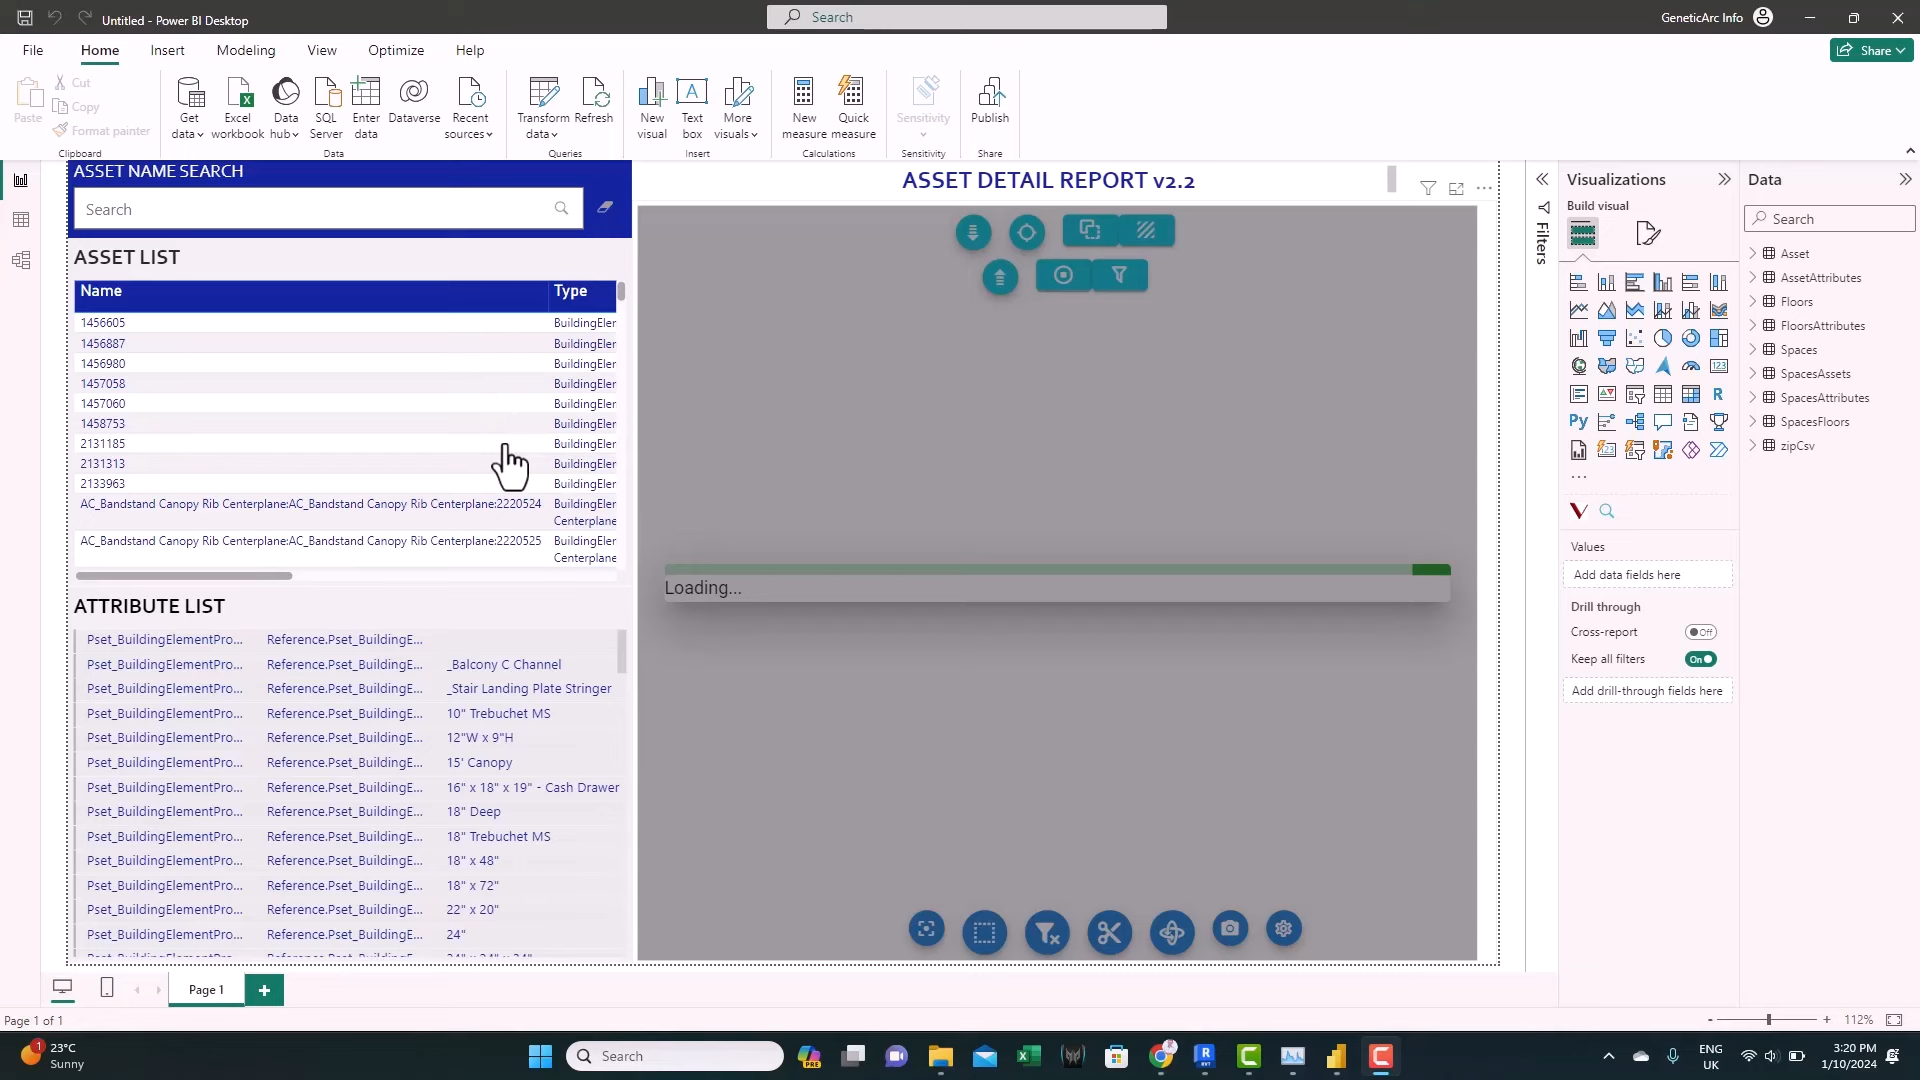 Untitled - Power BI Desktop
Search
GeneticArc Info
File
Home
Insert
Modeling
View
Optimize
Help
Share
Paste
Cut
Copy
Format painter
Clipboard
Get data
Excel workbook
Data hub
SQL Server
Enter data
Dataverse
Recent sources
Data
Transform data
Refresh
Queries
New visual
Text box
More visuals
Insert
New measure
Quick measure
Calculations
Sensitivity
Sensitivity
Publish
Share
ASSET NAME SEARCH
Search
ASSET LIST
Name Type
1456605 BuildingEler
1456887 BuildingEler
1456980 BuildingEler
1457058 BuildingEler
1457060 BuildingEler
1458753 BuildingEler
2131185 BuildingEler
2131313 BuildingEler
2133963 BuildingEler
AC_Bandstand Canopy Rib Centerplane:AC_Bandstand Canopy Rib Centerplane:2220524 BuildingEler
Centerplane
AC_Bandstand Canopy Rib Centerplane:AC_Bandstand Canopy Rib Centerplane:2220525 BuildingEler
Centerplane
ATTRIBUTE LIST
Pset_BuildingElementPro... Reference.Pset_BuildingE...
Pset_BuildingElementPro... Reference.Pset_BuildingE... _Balcony C Channel
Pset_BuildingElementPro... Reference.Pset_BuildingE... _Stair Landing Plate Stringer
Pset_BuildingElementPro... Reference.Pset_BuildingE... 10" Trebuchet MS
Pset_BuildingElementPro... Reference.Pset_BuildingE... 12"W x 9"H
Pset_BuildingElementPro... Reference.Pset_BuildingE... 15' Canopy
Pset_BuildingElementPro... Reference.Pset_BuildingE... 16" x 18" x 19" - Cash Drawer
Pset_BuildingElementPro... Reference.Pset_BuildingE... 18" Deep
Pset_BuildingElementPro... Reference.Pset_BuildingE... 18" Trebuchet MS
Pset_BuildingElementPro... Reference.Pset_BuildingE... 18" x 48"
Pset_BuildingElementPro... Reference.Pset_BuildingE... 18" x 72"
Pset_BuildingElementPro... Reference.Pset_BuildingE... 22" x 20"
Pset_BuildingElementPro... Reference.Pset_BuildingE... 24"
ASSET DETAIL REPORT v2.2
Loading...
Filters
Visualizations
Build visual
R
Py
123
...
Values
Add data fields here
Drill through
Cross-report
Off
Keep all filters
On
Add drill-through fields here
Data
Search
Asset
AssetAttributes
Floors
FloorsAttributes
Spaces
SpacesAssets
SpacesAttributes
SpacesFloors
zipCsv
Page 1
Page 1 of 1
- + 112%
1
23°C
Sunny
Search
PRE
ENG
UK
3:20 PM
1/10/2024